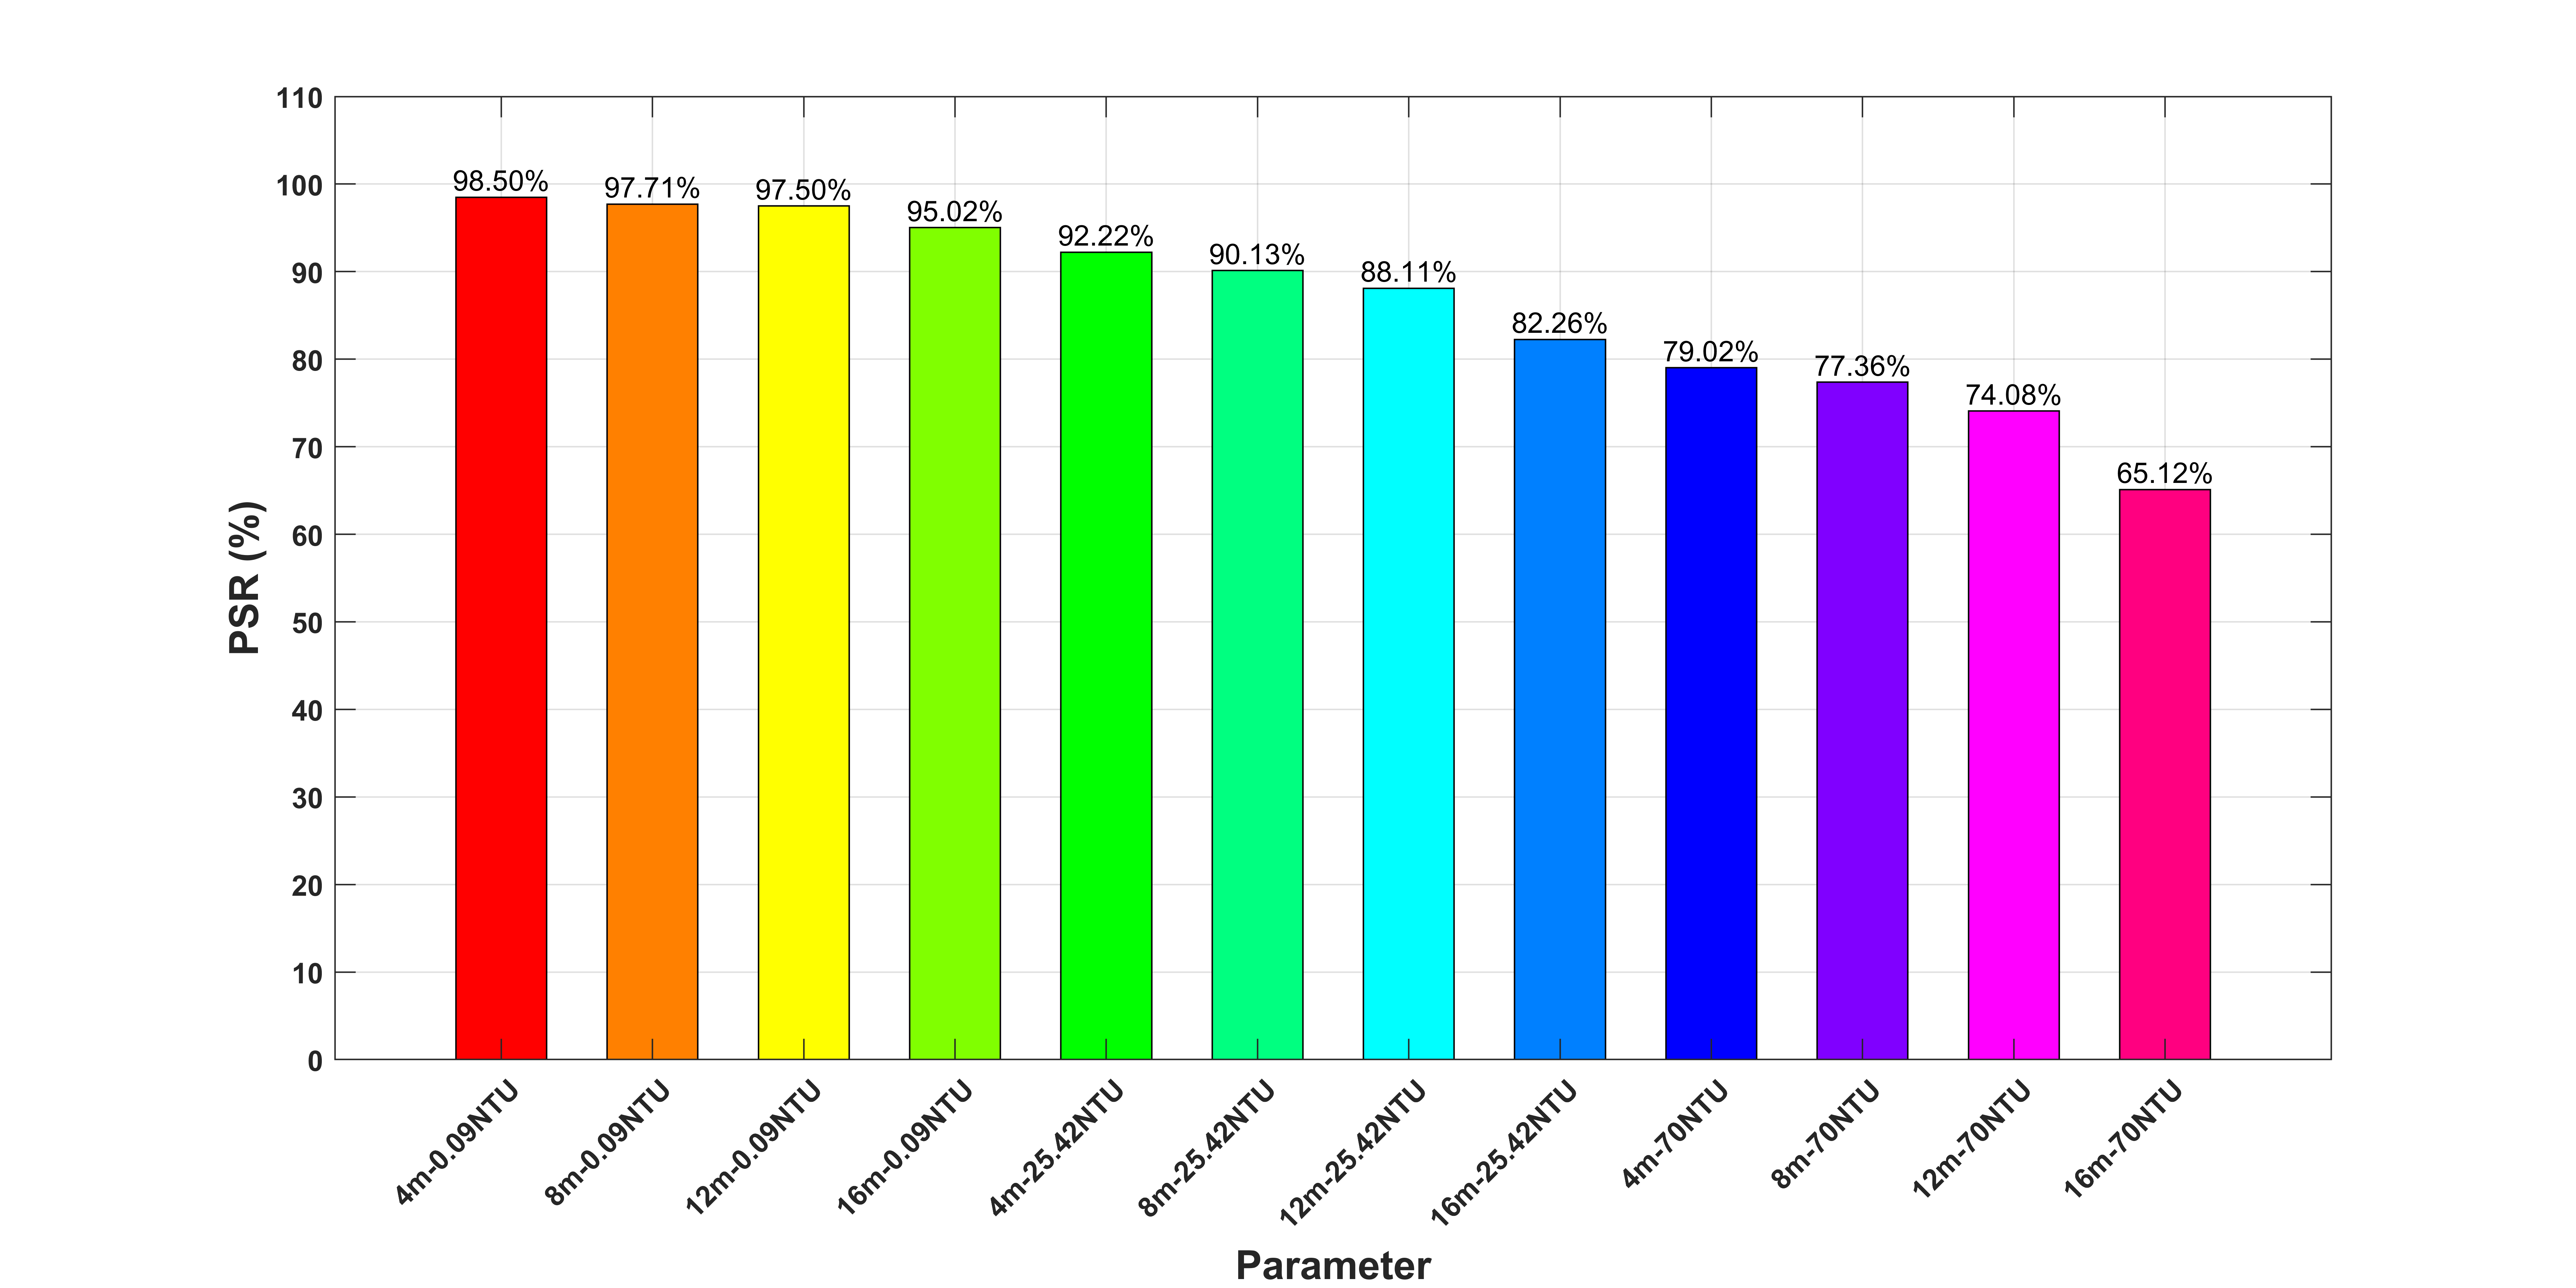 110
100
90
80
70
60
50
40
30
20
10
0
PSR (%)
98.50%
97.71%
97.50%
95.02%
92.22%
90.13%
88.11%
82.26%
79.02%
77.36%
74.08%
65.12%
4m-0.09NTU
8m-0.09NTU
12m-0.09NTU
16m-0.09NTU
4m-25.42NTU
8m-25.42NTU
12m-25.42NTU
16m-25.42NTU
4m-70NTU
8m-70NTU
12m-70NTU
16m-70NTU
Parameter